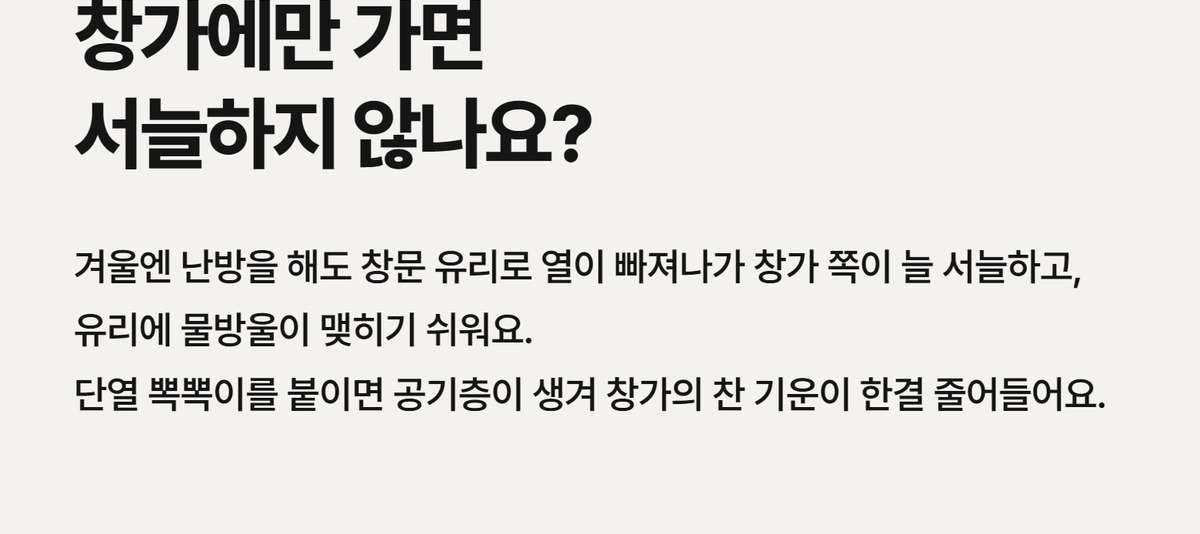 창가에만 가면
서늘하지 않나요?
겨울엔 난방을 해도 창문 유리로 열이 빠져나가 창가 쪽이 늘 서늘하고,
유리에 물방울이 맺히기 쉬워요.
단열 뽁뽁이를 붙이면 공기층이 생겨 창가의 찬 기운이 한결 줄어들어요.